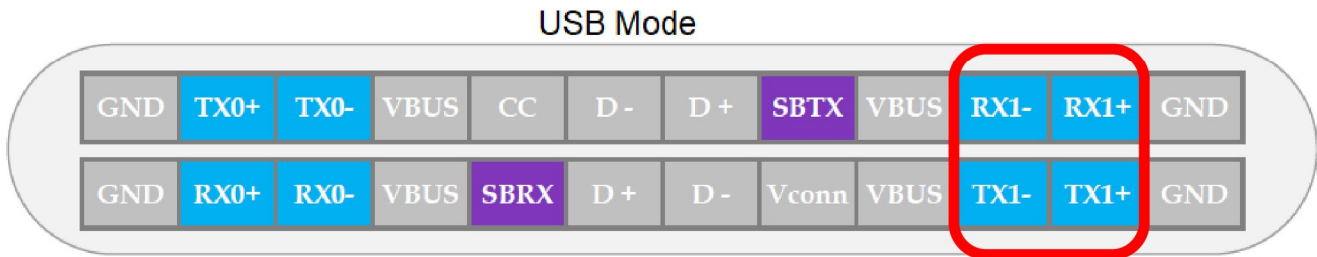 USB Mode
GND TX0+ TX0- VBUS CC D - D + SBTX VBUS RX1- RX1+ GND
GND RX0+ RX0- VBUS SBRX D + D - Vconn VBUS TX1- TX1+ GND